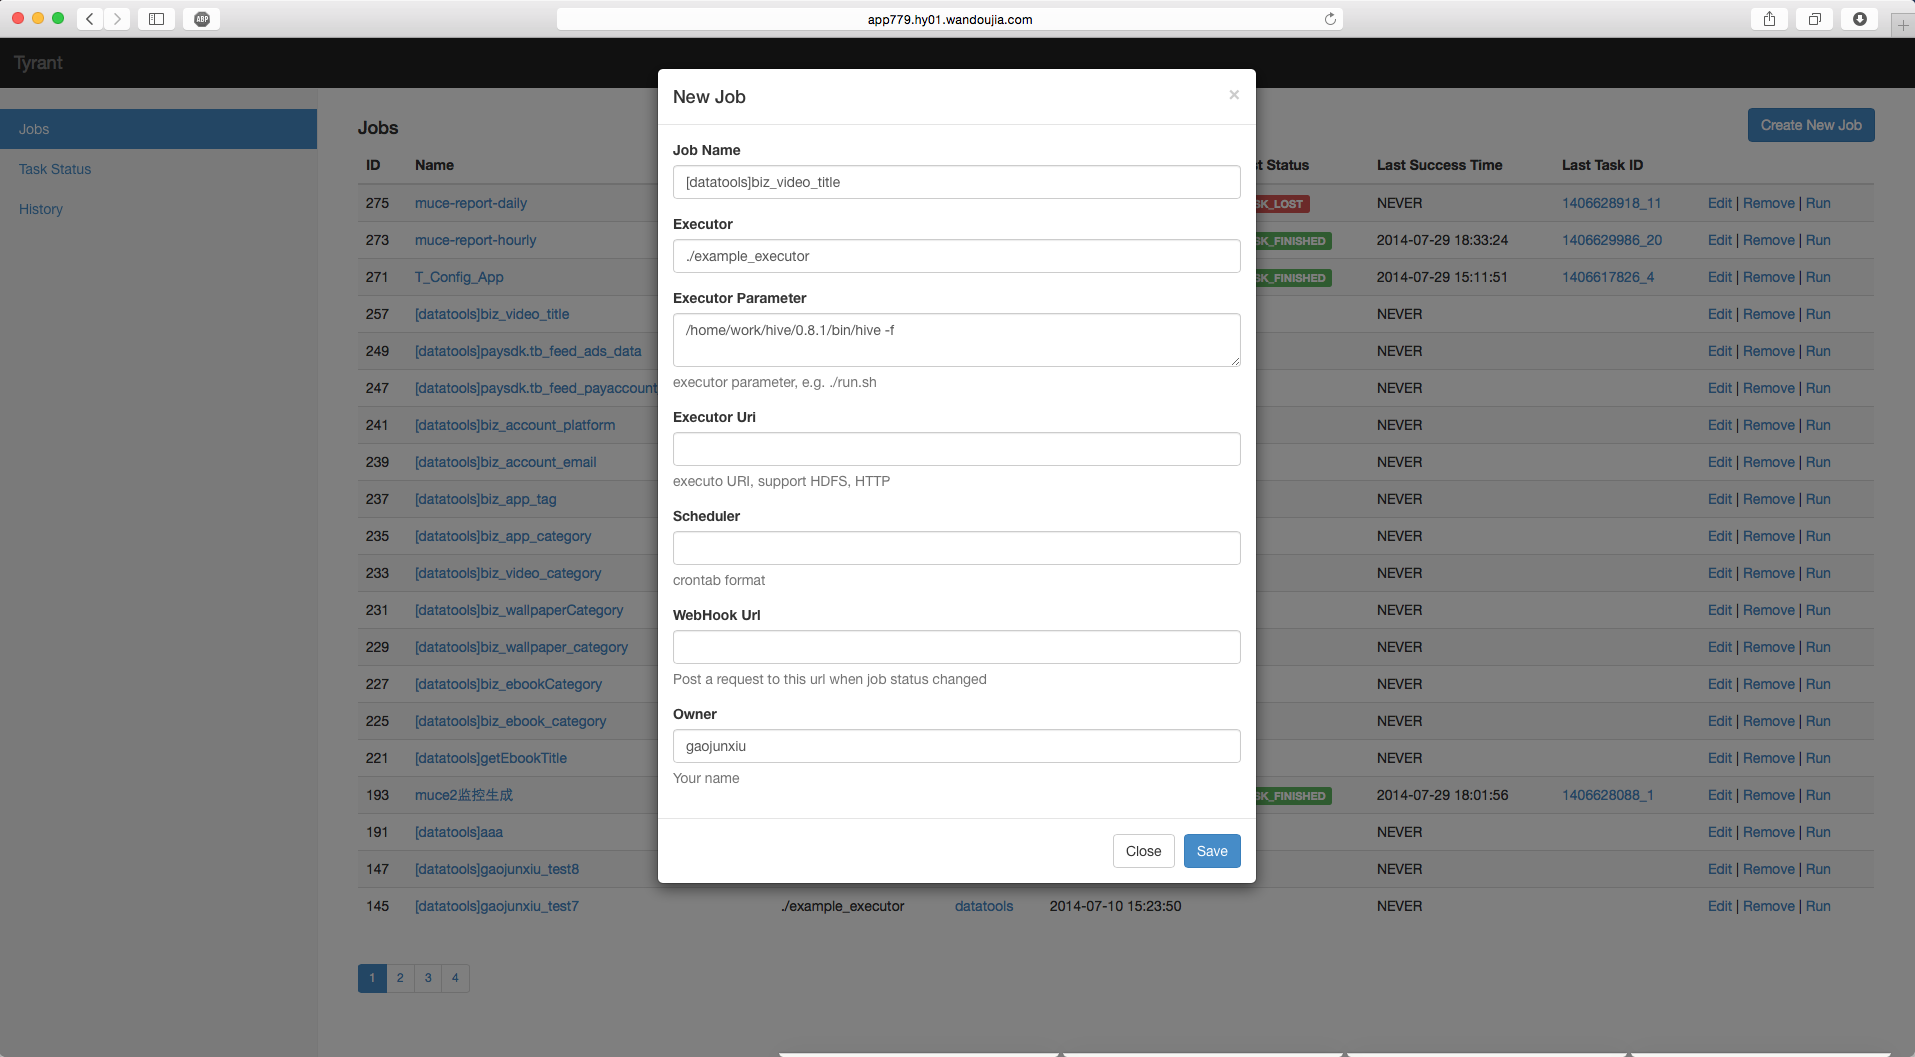 app779.hy01.wandoujia.com
ABP
Tyrant
Jobs
Task Status
History
Jobs
Create New Job
ID Name Status Last Success Time Last Task ID
275 muce-report-daily SK_LOST NEVER 1406628918_11 Edit | Remove | Run
273 muce-report-hourly SK_FINISHED 2014-07-29 18:33:24 1406629986_20 Edit | Remove | Run
271 T_Config_App SK_FINISHED 2014-07-29 15:11:51 1406617826_4 Edit | Remove | Run
257 [datatools]biz_video_title NEVER Edit | Remove | Run
249 [datatools]paysdk.tb_feed_ads_data NEVER Edit | Remove | Run
247 [datatools]paysdk.tb_feed_payaccount NEVER Edit | Remove | Run
241 [datatools]biz_account_platform NEVER Edit | Remove | Run
239 [datatools]biz_account_email NEVER Edit | Remove | Run
237 [datatools]biz_app_tag NEVER Edit | Remove | Run
235 [datatools]biz_app_category NEVER Edit | Remove | Run
233 [datatools]biz_video_category NEVER Edit | Remove | Run
231 [datatools]biz_wallpaperCategory NEVER Edit | Remove | Run
229 [datatools]biz_wallpaper_category NEVER Edit | Remove | Run
227 [datatools]biz_ebookCategory NEVER Edit | Remove | Run
225 [datatools]biz_ebook_category NEVER Edit | Remove | Run
221 [datatools]getEbookTitle NEVER Edit | Remove | Run
193 muce2监控生成 SK_FINISHED 2014-07-29 18:01:56 1406628088_1 Edit | Remove | Run
191 [datatools]aaa NEVER Edit | Remove | Run
147 [datatools]gaojunxiu_test8 NEVER Edit | Remove | Run
145 [datatools]gaojunxiu_test7 ./example_executor datatools 2014-07-10 15:23:50 NEVER Edit | Remove | Run
1 2 3 4
New Job ×
Job Name
[datatools]biz_video_title
Executor
./example_executor
Executor Parameter
/home/work/hive/0.8.1/bin/hive -f
executor parameter, e.g. ./run.sh
Executor Uri
executo URI, support HDFS, HTTP
Scheduler
crontab format
WebHook Url
Post a request to this url when job status changed
Owner
gaojunxiu
Your name
Close Save